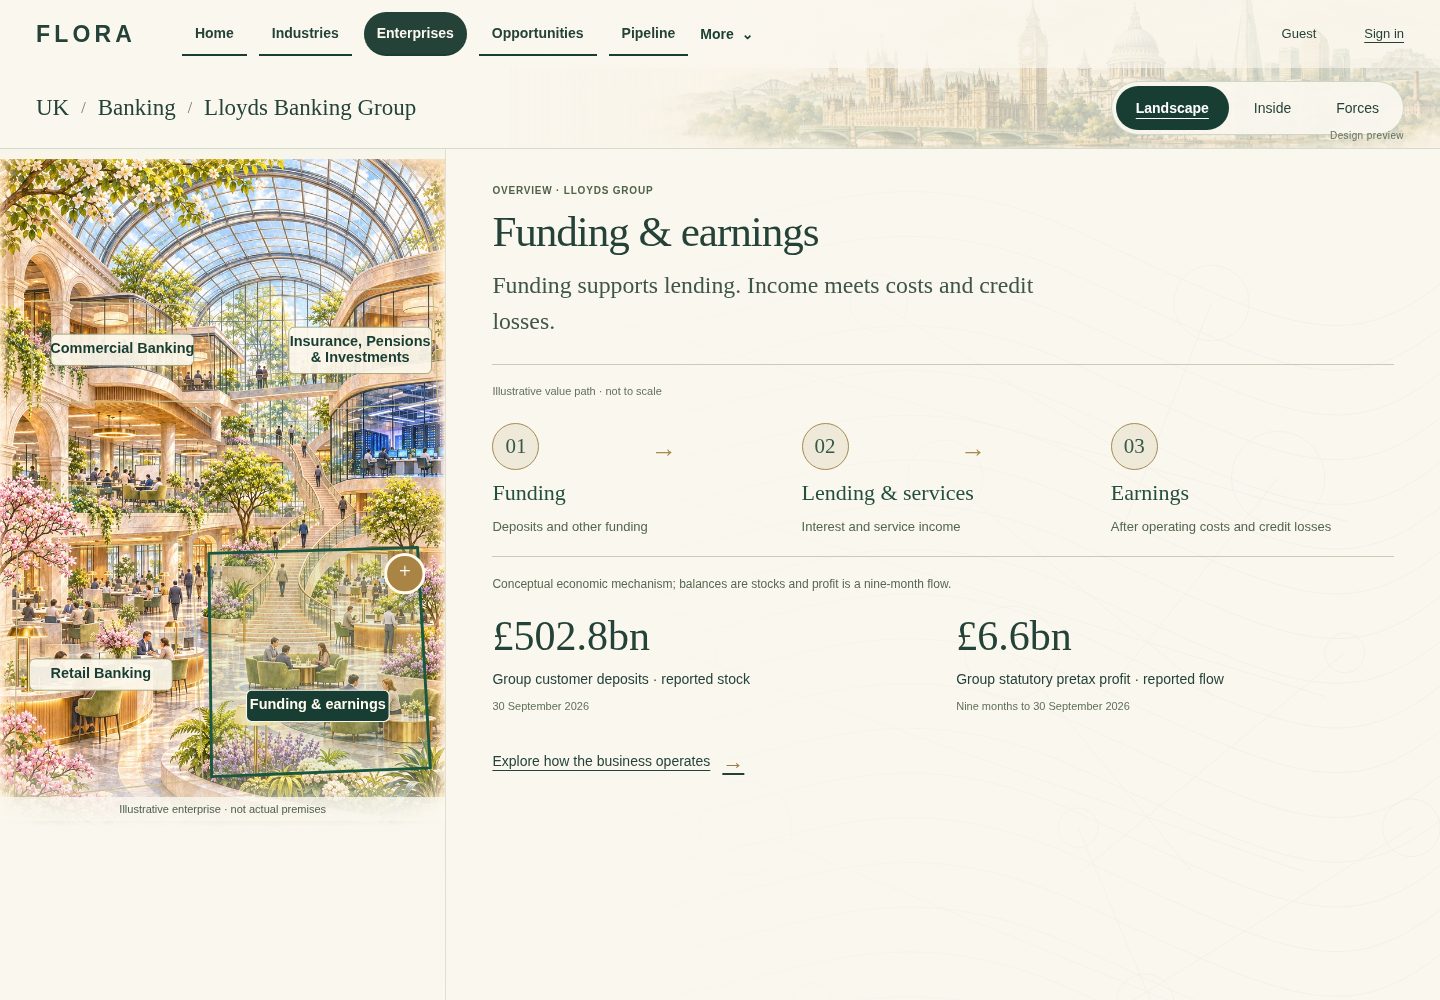 FLORA
Home
Industries
Enterprises
Opportunities
Pipeline
More
Guest
Sign in
UK / Banking / Lloyds Banking Group
Landscape
Inside
Forces
Design preview
Commercial Banking
Insurance, Pensions
& Investments
Retail Banking
+
Funding & earnings
Illustrative enterprise · not actual premises
OVERVIEW · LLOYDS GROUP
Funding & earnings
Funding supports lending. Income meets costs and credit
losses.
Illustrative value path · not to scale
01
→
02
→
03
Funding
Lending & services
Earnings
Deposits and other funding
Interest and service income
After operating costs and credit losses
Conceptual economic mechanism; balances are stocks and profit is a nine-month flow.
£502.8bn
£6.6bn
Group customer deposits · reported stock
Group statutory pretax profit · reported flow
30 September 2026
Nine months to 30 September 2026
Explore how the business operates →